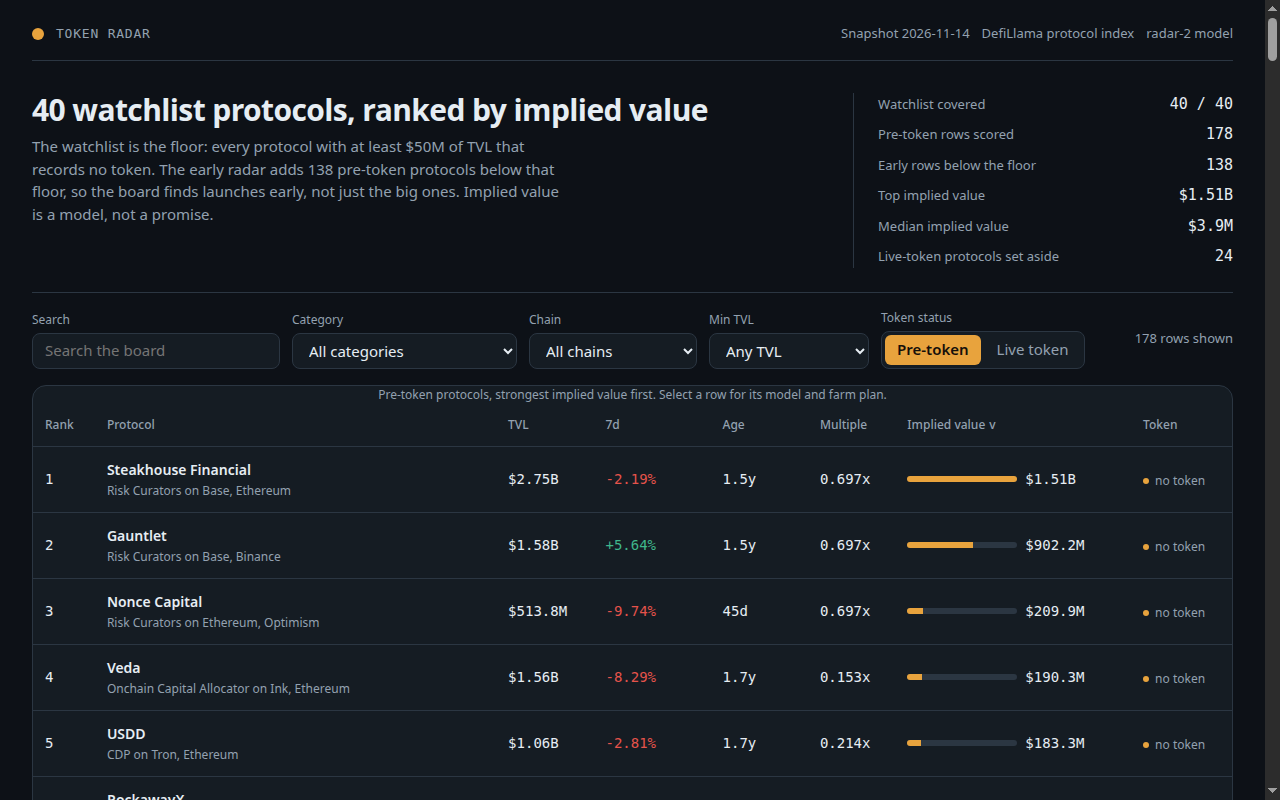 TOKEN RADAR
Snapshot 2026-11-14 DefiLlama protocol index radar-2 model
40 watchlist protocols, ranked by implied value
The watchlist is the floor: every protocol with at least $50M of TVL that
records no token. The early radar adds 138 pre-token protocols below that
floor, so the board finds launches early, not just the big ones. Implied value
is a model, not a promise.
Watchlist covered 40 / 40
Pre-token rows scored 178
Early rows below the floor 138
Top implied value $1.51B
Median implied value $3.9M
Live-token protocols set aside 24
Search Category Chain Min TVL Token status
Search the board All categories All chains Any TVL Pre-token Live token 178 rows shown
Pre-token protocols, strongest implied value first. Select a row for its model and farm plan.
Rank Protocol TVL 7d Age Multiple Implied value v Token
1 Steakhouse Financial $2.75B -2.19% 1.5y 0.697x $1.51B no token
Risk Curators on Base, Ethereum
2 Gauntlet $1.58B +5.64% 1.5y 0.697x $902.2M no token
Risk Curators on Base, Binance
3 Nonce Capital $513.8M -9.74% 45d 0.697x $209.9M no token
Risk Curators on Ethereum, Optimism
4 Veda $1.56B -8.29% 1.7y 0.153x $190.3M no token
Onchain Capital Allocator on Ink, Ethereum
5 USDD $1.06B -2.81% 1.7y 0.214x $183.3M no token
CDP on Tron, Ethereum
RockawayX